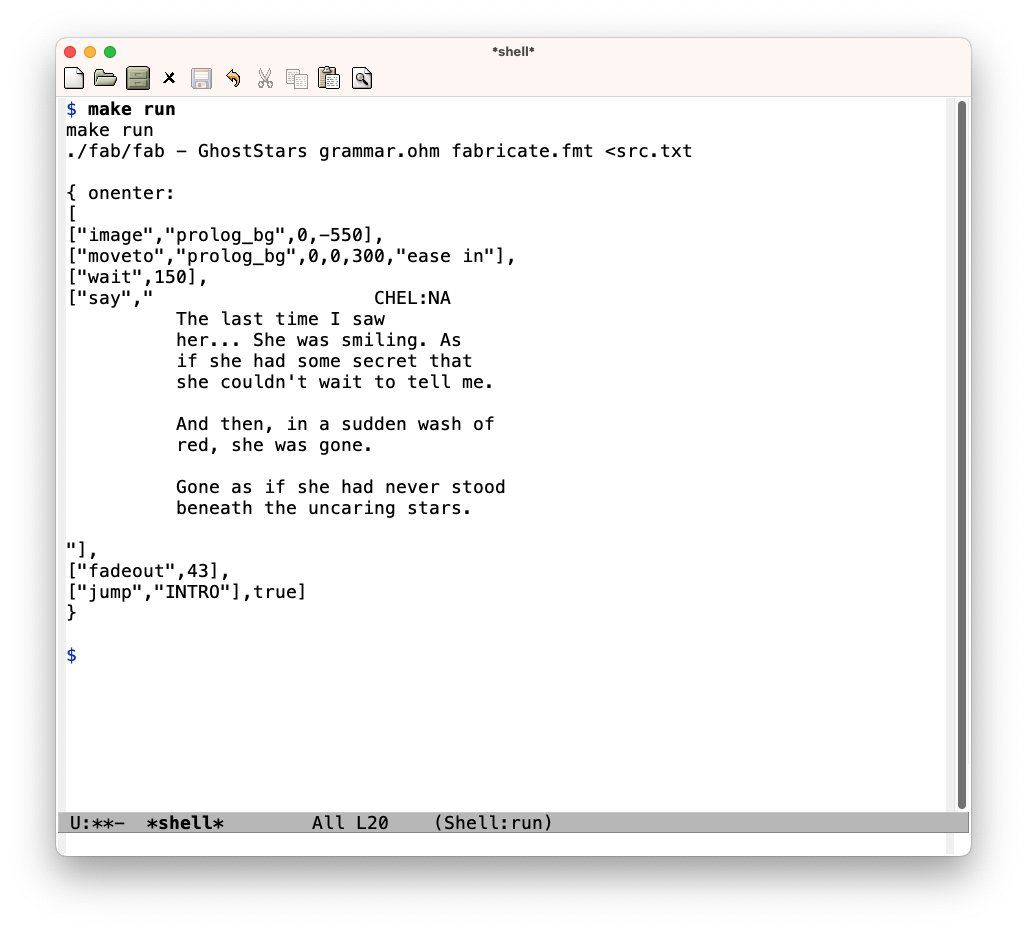 *shell*
$ make run
make run
./fab/fab - GhostStars grammar.ohm fabricate.fmt <src.txt
{ onenter:
[
["image","prolog_bg",0,-550],
["moveto","prolog_bg",0,0,300,"ease in"],
["wait",150],
["say","                    CHEL:NA
          The last time I saw
          her... She was smiling. As
          if she had some secret that
          she couldn't wait to tell me.
          And then, in a sudden wash of
          red, she was gone.
          Gone as if she had never stood
          beneath the uncaring stars.
"],
["fadeout",43],
["jump","INTRO"],true]
}
$
U:**-  *shell*        All L20    (Shell:run)